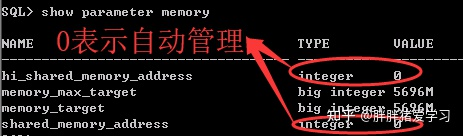 SQL> show parameter memory
0表示自动管理
NAME TYPE VALUE
hi_shared_memory_address integer 0
memory_max_target big integer 5696M
memory_target big integer 5696M
shared_memory_address integer 0
知乎 @胖胖猪爱学习